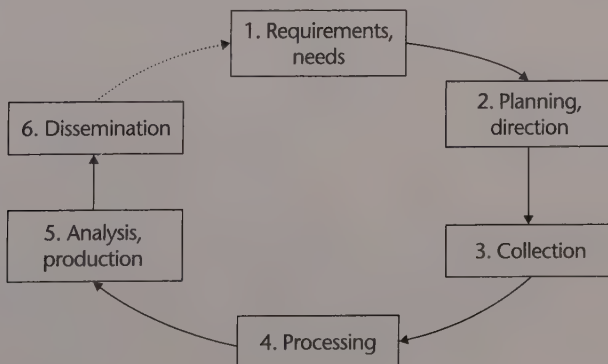 1. Requirements,
needs
2. Planning,
direction
3. Collection
4. Processing
5. Analysis,
production
6. Dissemination